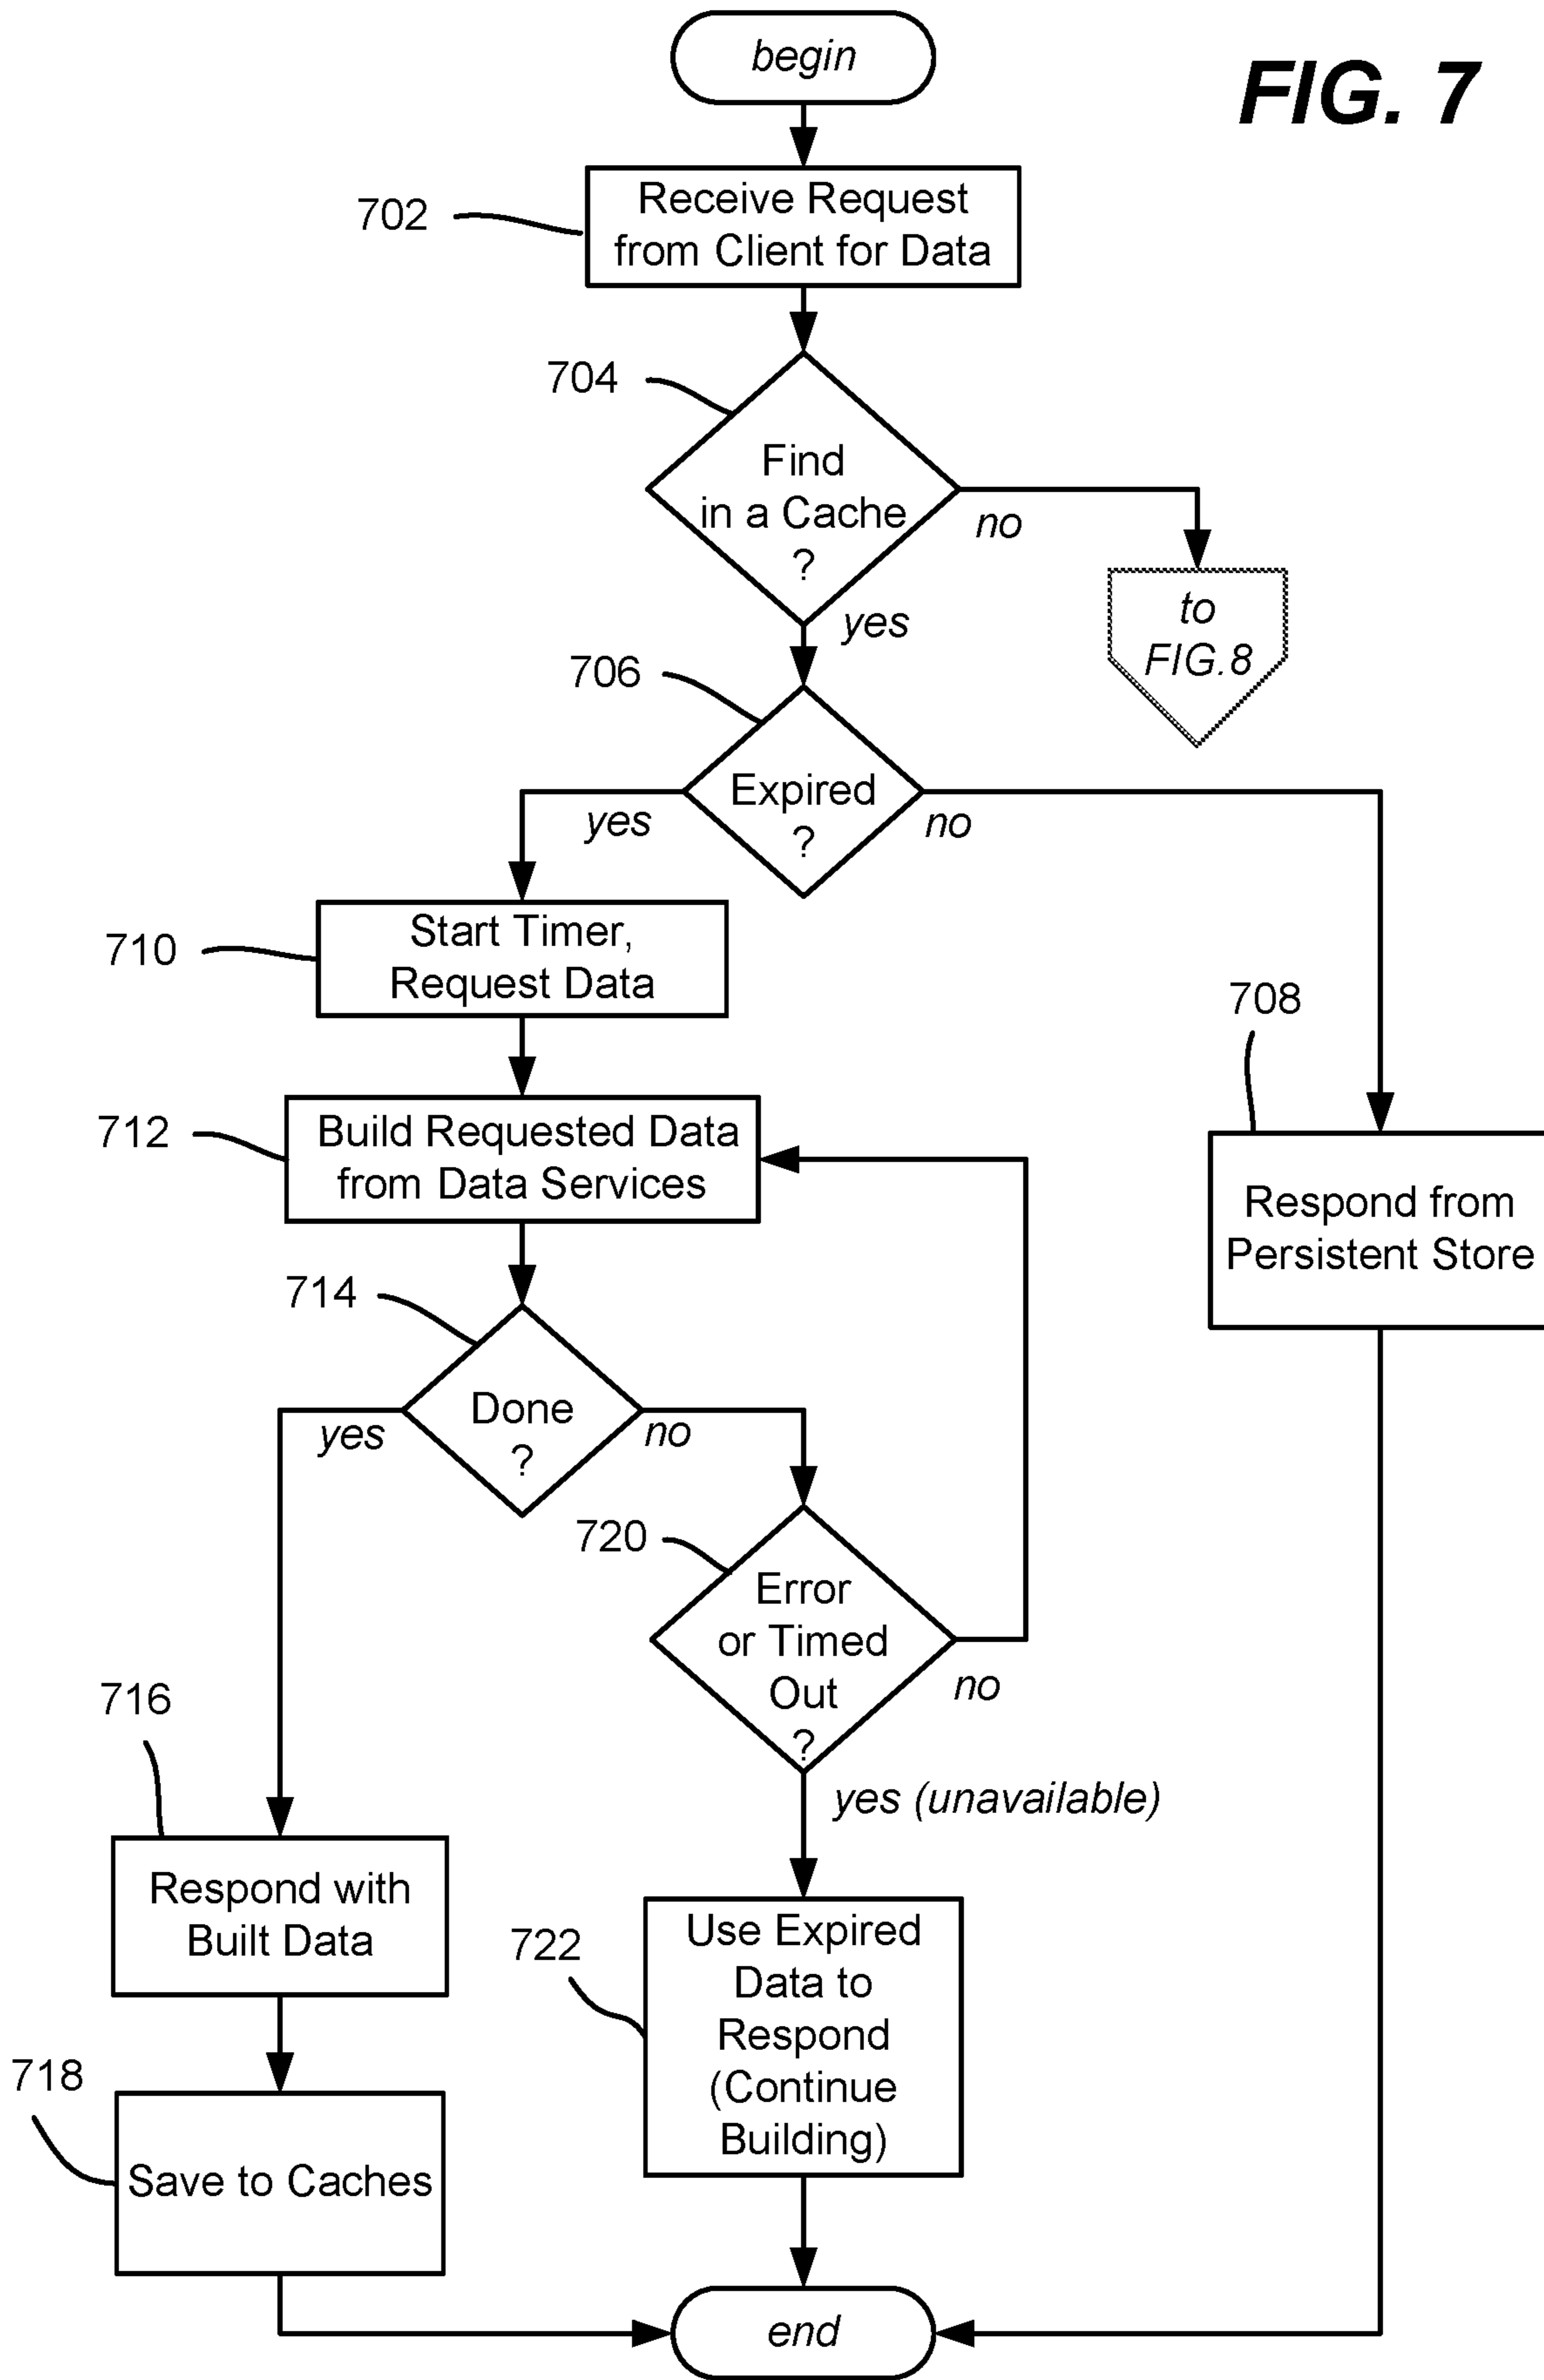 begin
FIG. 7
702
Receive Request
from Client for Data
704
Find
in a Cache
?
no
yes
to
FIG.8
706
Expired
?
yes
no
710
Start Timer,
Request Data
708
Respond from
Persistent Store
712
Build Requested Data
from Data Services
714
Done
?
yes
no
720
Error
or Timed
Out
?
no
yes (unavailable)
716
Respond with
Built Data
722
Use Expired
Data to
Respond
(Continue
Building)
718
Save to Caches
end